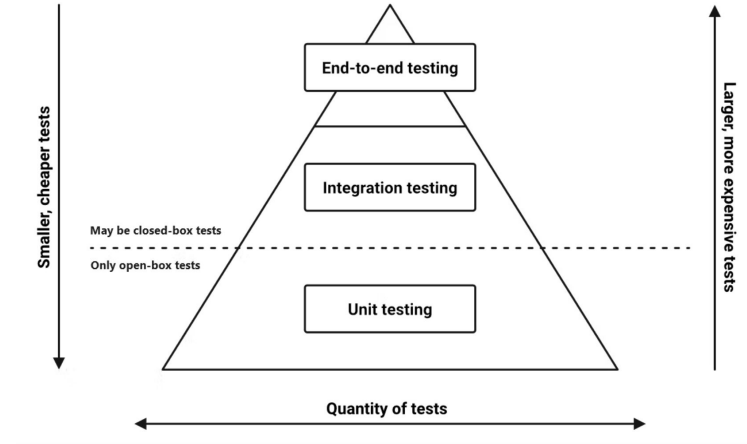 End-to-end testing
Smaller, cheaper tests
Larger, more expensive tests
Integration testing
May be closed-box tests
Only open-box tests
Unit testing
Quantity of tests